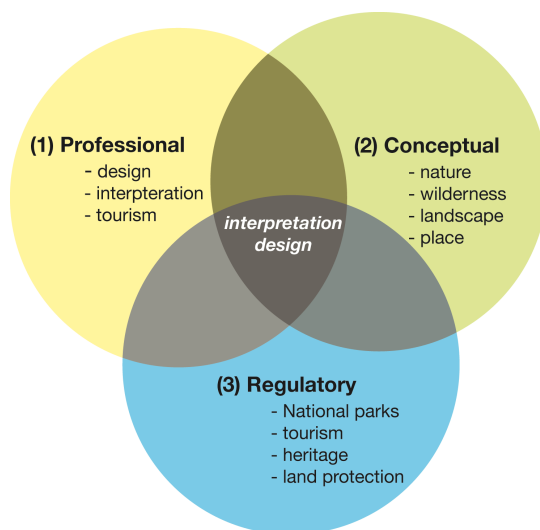 (1) Professional
- design
- interpteration
- tourism
(2) Conceptual
- nature
- wilderness
- landscape
- place
interpretation
design
(3) Regulatory
- National parks
- tourism
- heritage
- land protection